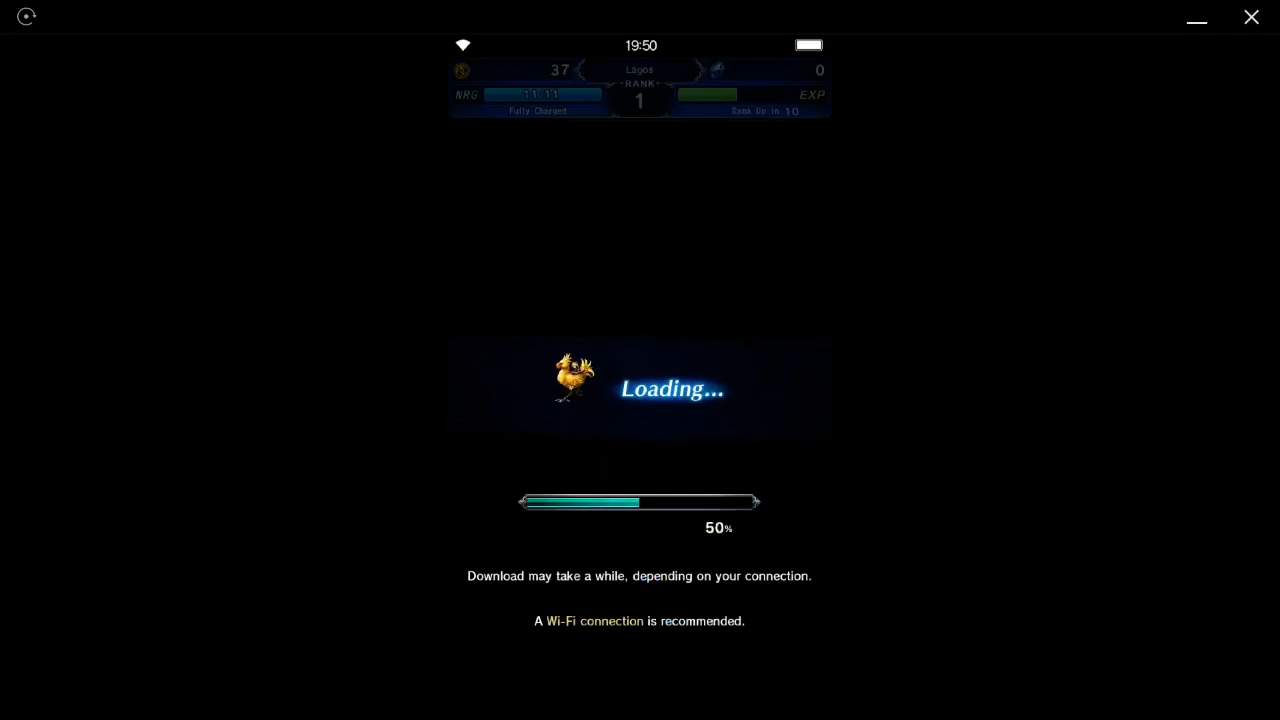 19:50
37 Lagos 0
NRG 11/11 RANK 1 EXP
Fully Charged Rank Up in 10
Loading...
50%
Download may take a while, depending on your connection.
A Wi-Fi connection is recommended.